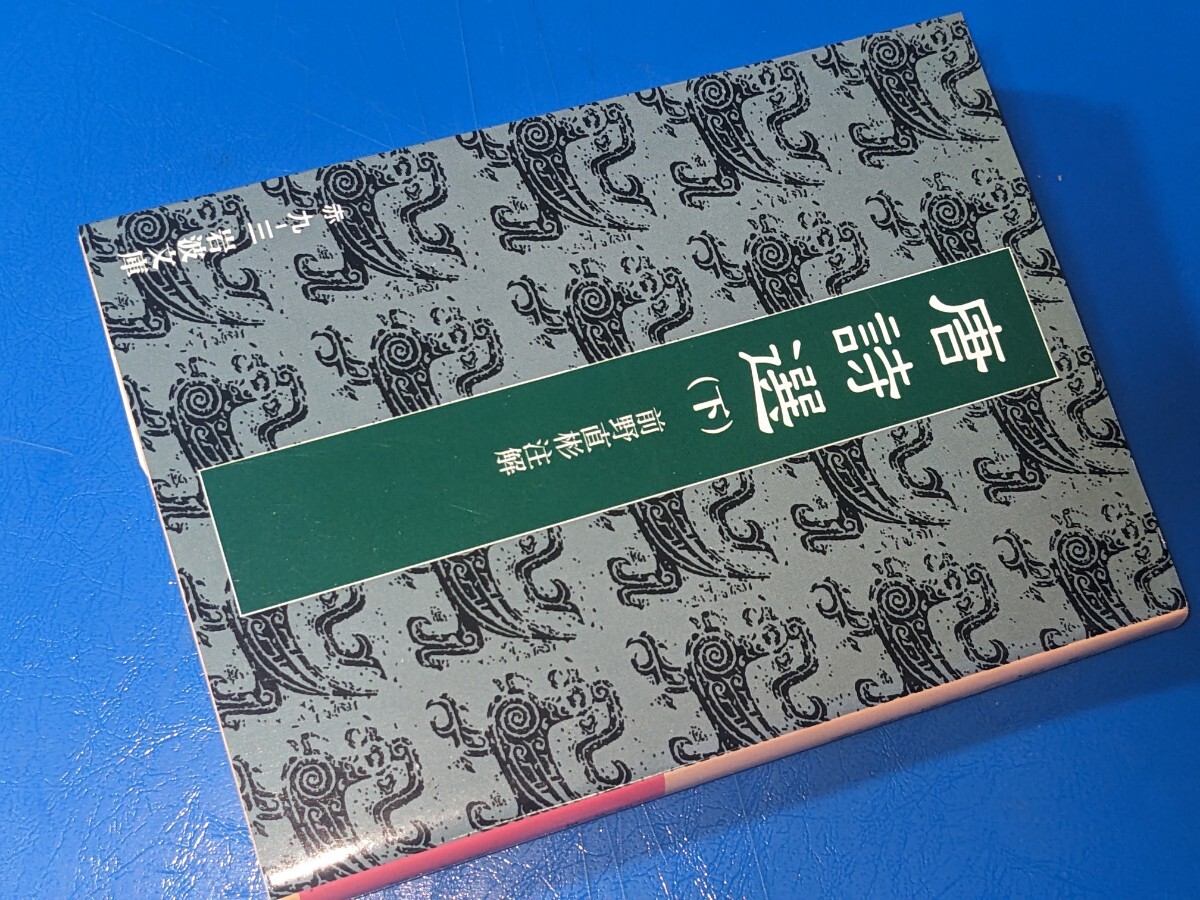 唐詩選
(下)
前野直彬注解
赤九-三
岩波文庫